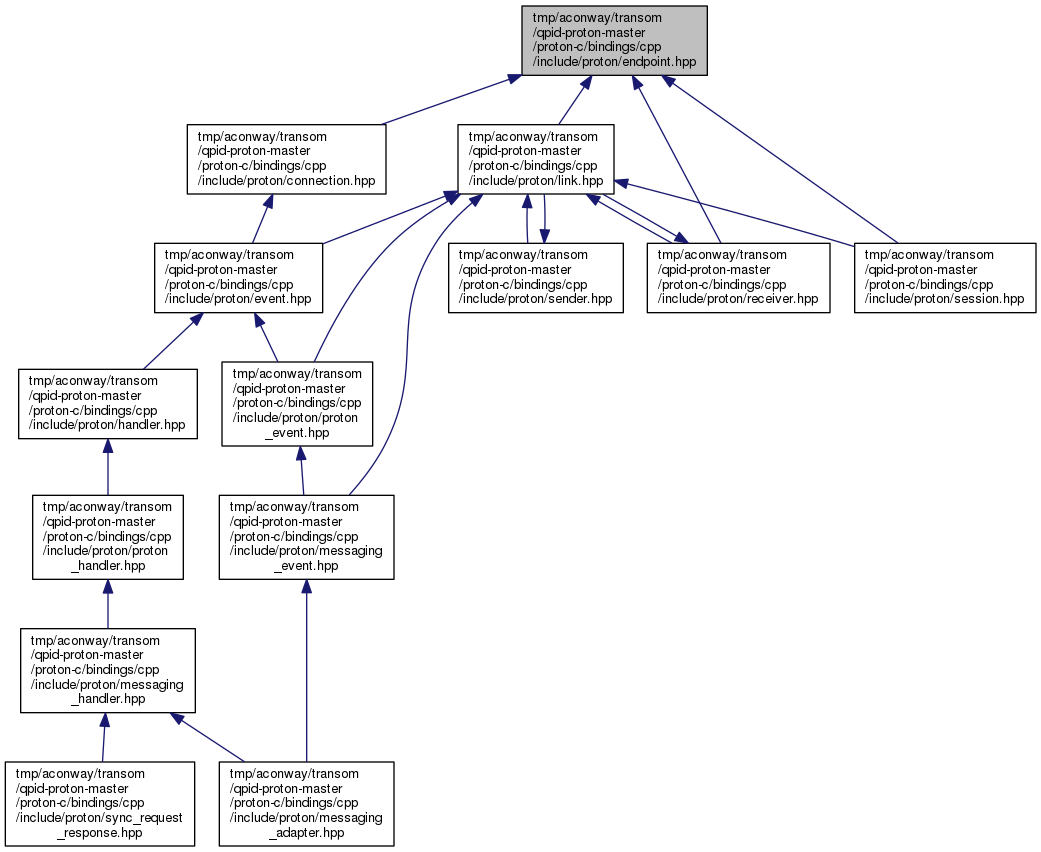 tmp/aconway/transom
/qpid-proton-master
/proton-c/bindings/cpp
/include/proton/endpoint.hpp
tmp/aconway/transom
/qpid-proton-master
/proton-c/bindings/cpp
/include/proton/connection.hpp
tmp/aconway/transom
/qpid-proton-master
/proton-c/bindings/cpp
/include/proton/link.hpp
tmp/aconway/transom
/qpid-proton-master
/proton-c/bindings/cpp
/include/proton/event.hpp
tmp/aconway/transom
/qpid-proton-master
/proton-c/bindings/cpp
/include/proton/sender.hpp
tmp/aconway/transom
/qpid-proton-master
/proton-c/bindings/cpp
/include/proton/receiver.hpp
tmp/aconway/transom
/qpid-proton-master
/proton-c/bindings/cpp
/include/proton/session.hpp
tmp/aconway/transom
/qpid-proton-master
/proton-c/bindings/cpp
/include/proton/handler.hpp
tmp/aconway/transom
/qpid-proton-master
/proton-c/bindings/cpp
/include/proton/proton
_event.hpp
tmp/aconway/transom
/qpid-proton-master
/proton-c/bindings/cpp
/include/proton/proton
_handler.hpp
tmp/aconway/transom
/qpid-proton-master
/proton-c/bindings/cpp
/include/proton/messaging
_event.hpp
tmp/aconway/transom
/qpid-proton-master
/proton-c/bindings/cpp
/include/proton/messaging
_handler.hpp
tmp/aconway/transom
/qpid-proton-master
/proton-c/bindings/cpp
/include/proton/sync_request
_response.hpp
tmp/aconway/transom
/qpid-proton-master
/proton-c/bindings/cpp
/include/proton/messaging
_adapter.hpp